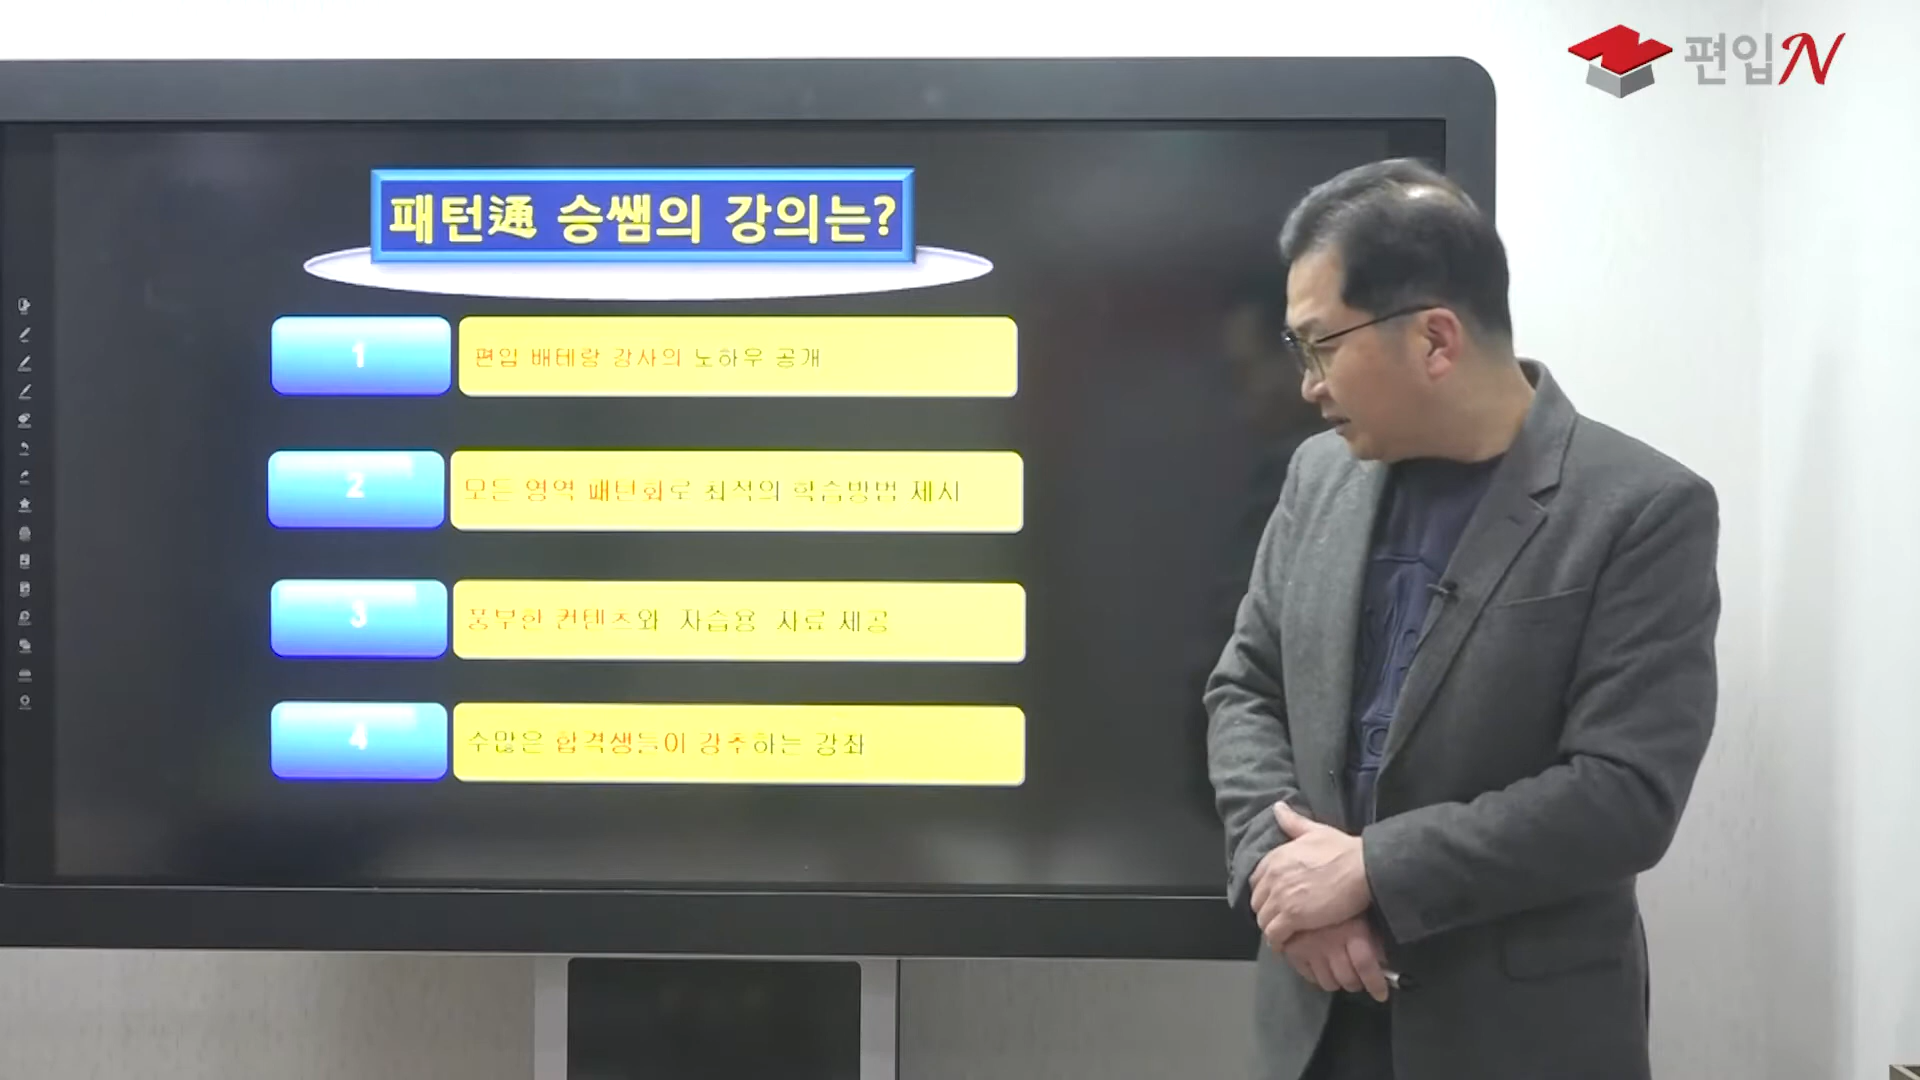 편입N
패턴通 승쌤의 강의는?
1
편입 배테랑 강사의 노하우 공개
2
모든 영역 패턴화로 최적의 학습방법 제시
3
풍부한 컨텐츠와 자습용 자료 제공
4
수많은 합격생들이 강추하는 강좌